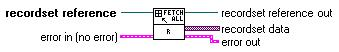 recordset reference
FETCH
ALL
R
recordset reference out
recordset data
error in (no error)
error out